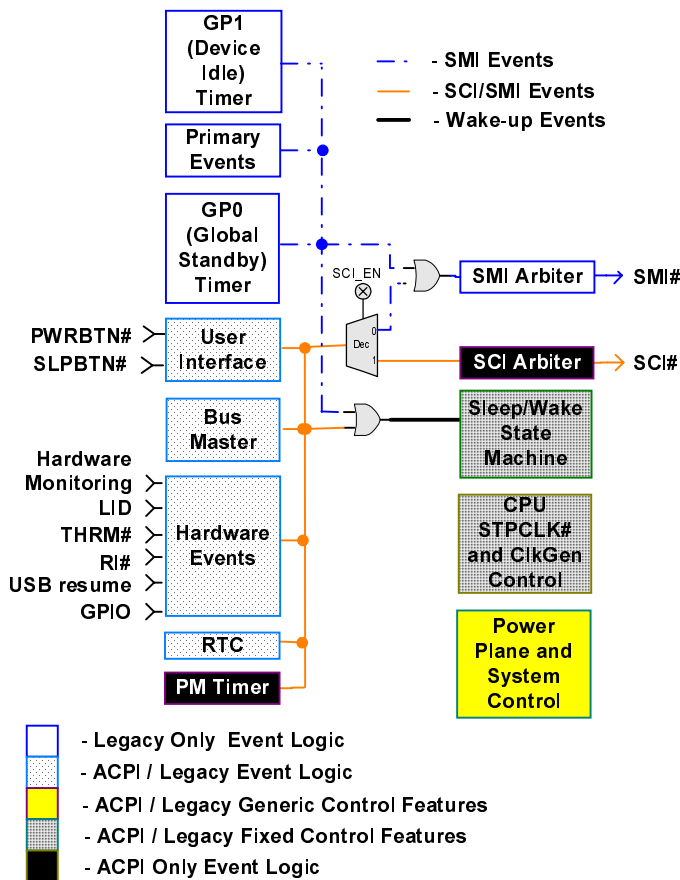 GP1
(Device
Idle)
Timer
- SMI Events
- SCI/SMI Events
- Wake-up Events
Primary
Events
GP0
(Global
Standby)
Timer
SCI_EN
SMI Arbiter
SMI#
PWRBTN#
SLPBTN#
User
Interface
0
Dec
1
SCI Arbiter
SCI#
Bus
Master
Sleep/Wake
State
Machine
Hardware
Monitoring
LID
THRM#
RI#
USB resume
GPIO
Hardware
Events
CPU
STPCLK#
and ClkGen
Control
RTC
PM Timer
Power
Plane and
System
Control
- Legacy Only Event Logic
- ACPI / Legacy Event Logic
- ACPI / Legacy Generic Control Features
- ACPI / Legacy Fixed Control Features
- ACPI Only Event Logic